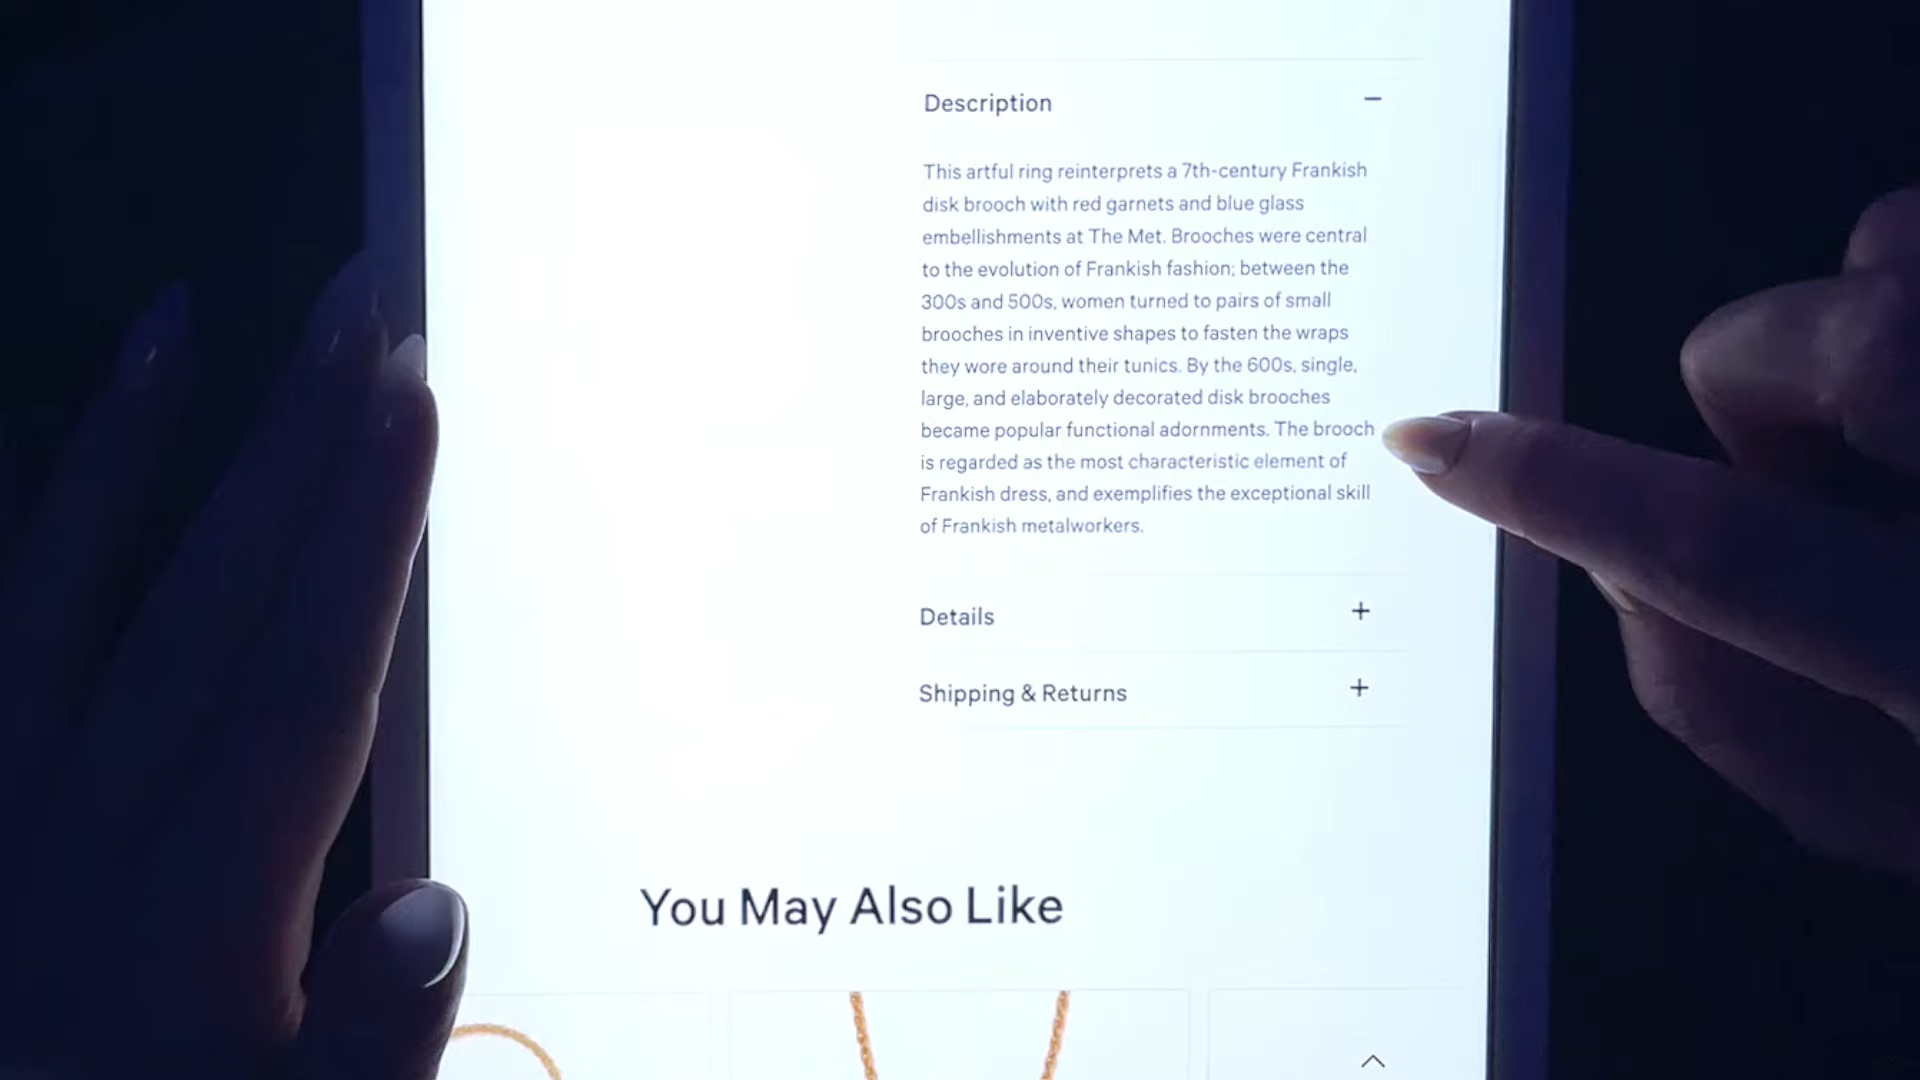 Description
This artful ring reinterprets a 7th-century Frankish
disk brooch with red garnets and blue glass
embellishments at The Met. Brooches were central
to the evolution of Frankish fashion; between the
300s and 500s, women turned to pairs of small
brooches in inventive shapes to fasten the wraps
they wore around their tunics. By the 600s, single,
large, and elaborately decorated disk brooches
became popular functional adornments. The brooch
is regarded as the most characteristic element of
Frankish dress, and exemplifies the exceptional skill
of Frankish metalworkers.
Details
Shipping & Returns
You May Also Like